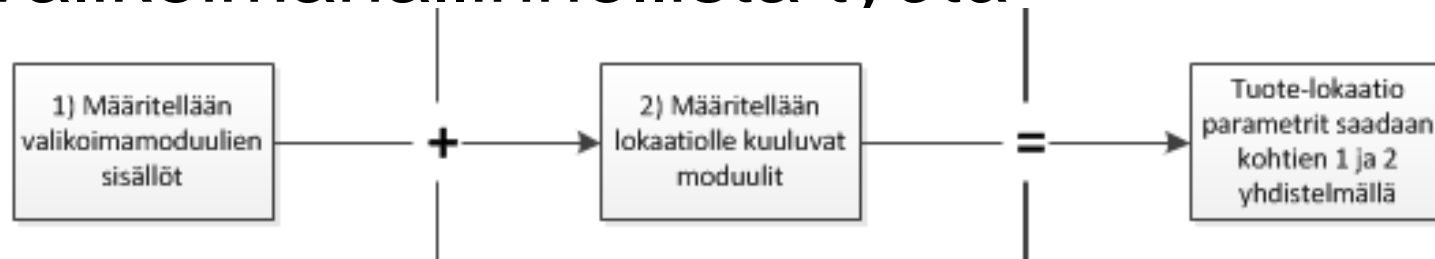 1) Määritellään
valikoimamoduulien
sisällöt
+
2) Määritellään
lokaatiolle kuuluvat
moduulit
=
Tuote-lokaatio
parametrit saadaan
kohtien 1 ja 2
yhdistelmällä